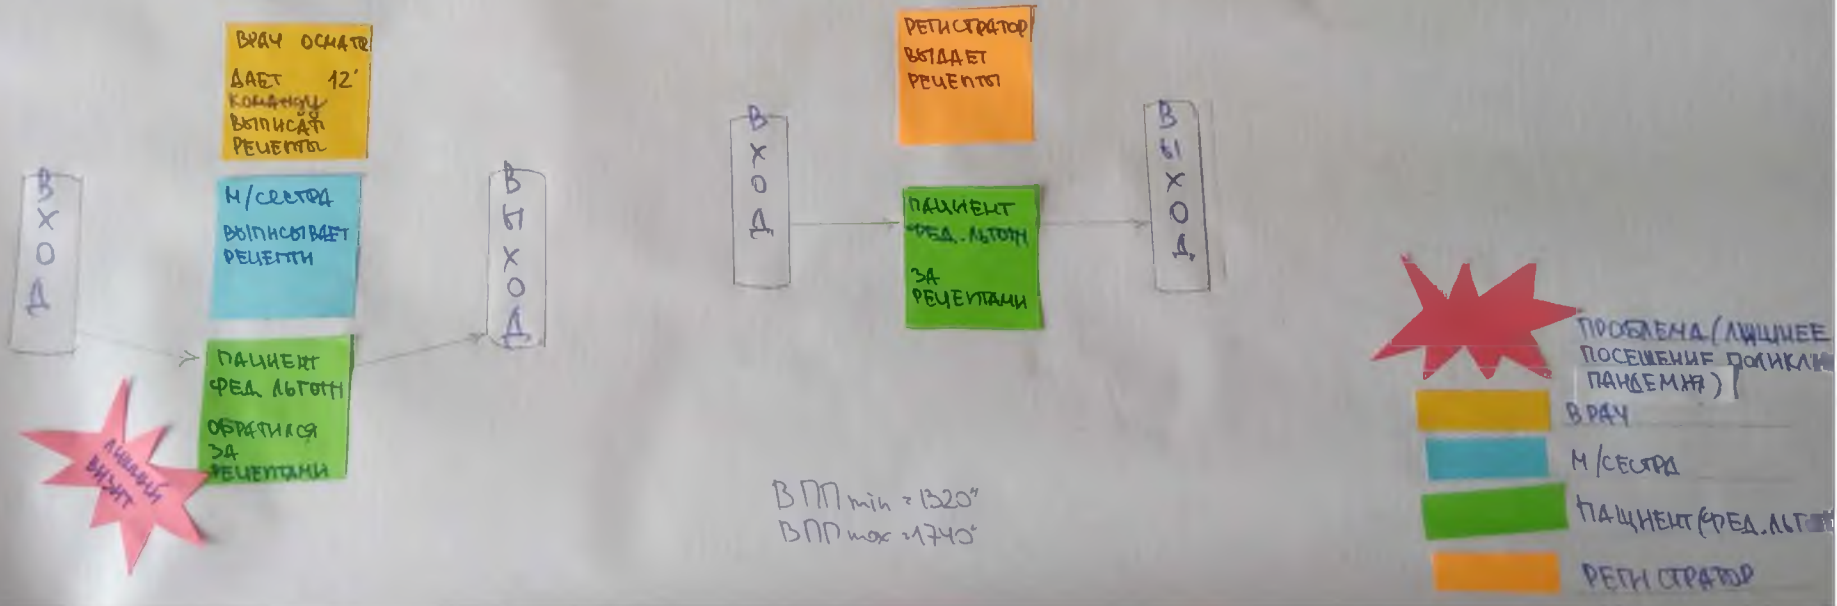 ВРАЧ ОСМАТР
ДАЕТ 12'
КОМАНДУ
ВЫПИСАТЬ
РЕЦЕПТЫ
ВХОД
М/СЕСТРА
ВЫПИСЫВАЕТ
РЕЦЕПТЫ
ВЫХОД
ПАЦИЕНТ
ФЕД. ЛЬГОТН
ОБРАТИЛСЯ
ЗА
РЕЦЕПТАМИ
ЛИШНИЙ
ВИЗИТ
РЕГИСТРАТОР
ВЫДАЕТ
РЕЦЕПТЫ
ВХОД
ПАЦИЕНТ
ФЕД. ЛЬГОТН
ЗА
РЕЦЕПТАМИ
ВЫХОД
ВПП min = 1320"
ВПП max = 1740"
ПРОБЛЕМА (ЛИШНЕЕ
ПОСЕЩЕНИЕ ПОЛИКЛИ
ПАНДЕМИЯ)
ВРАЧ
М/СЕСТРА
ПАЦИЕНТ (ФЕД. ЛЬГ
РЕГИСТРАТОР